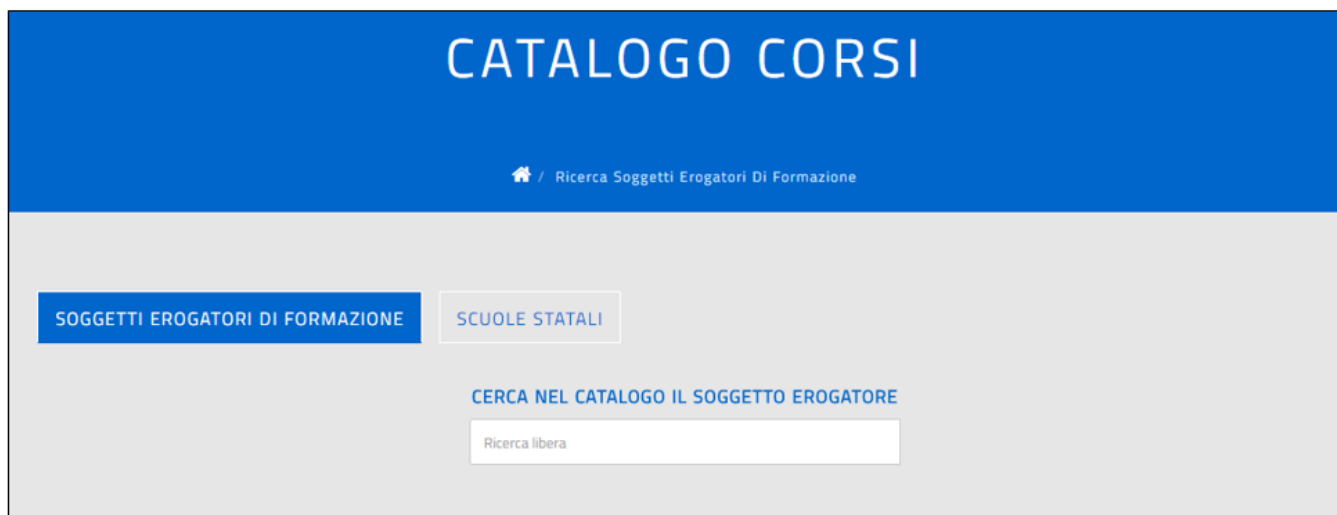 CATALOGO CORSI
/ Ricerca Soggetti Erogatori Di Formazione
SOGGETTI EROGATORI DI FORMAZIONE
SCUOLE STATALI
CERCA NEL CATALOGO IL SOGGETTO EROGATORE
Ricerca libera